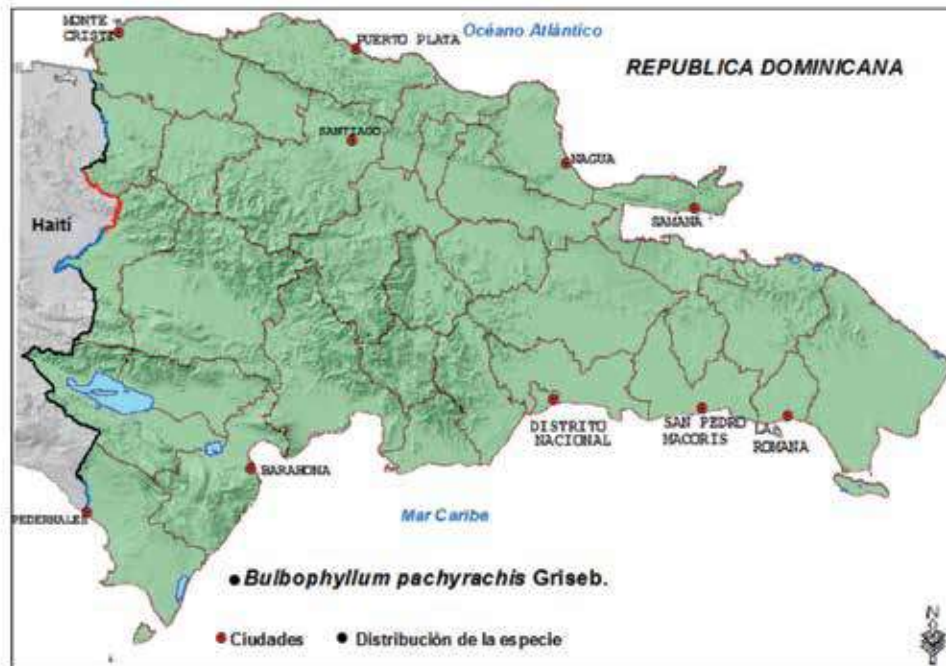 MONTE
CRISTI
PUERTO PLATA
Océano Atlántico
REPUBLICA DOMINICANA
SANTIAGO
NAGUA
SAMANA
Haití
DISTRITO
NACIONAL
SAN PEDRO
MACORIS
LA
ROMANA
BARAHONA
PEDERNALES
Mar Caribe
Bulbophyllum pachyrachis Griseb.
Ciudades
Distribución de la especie